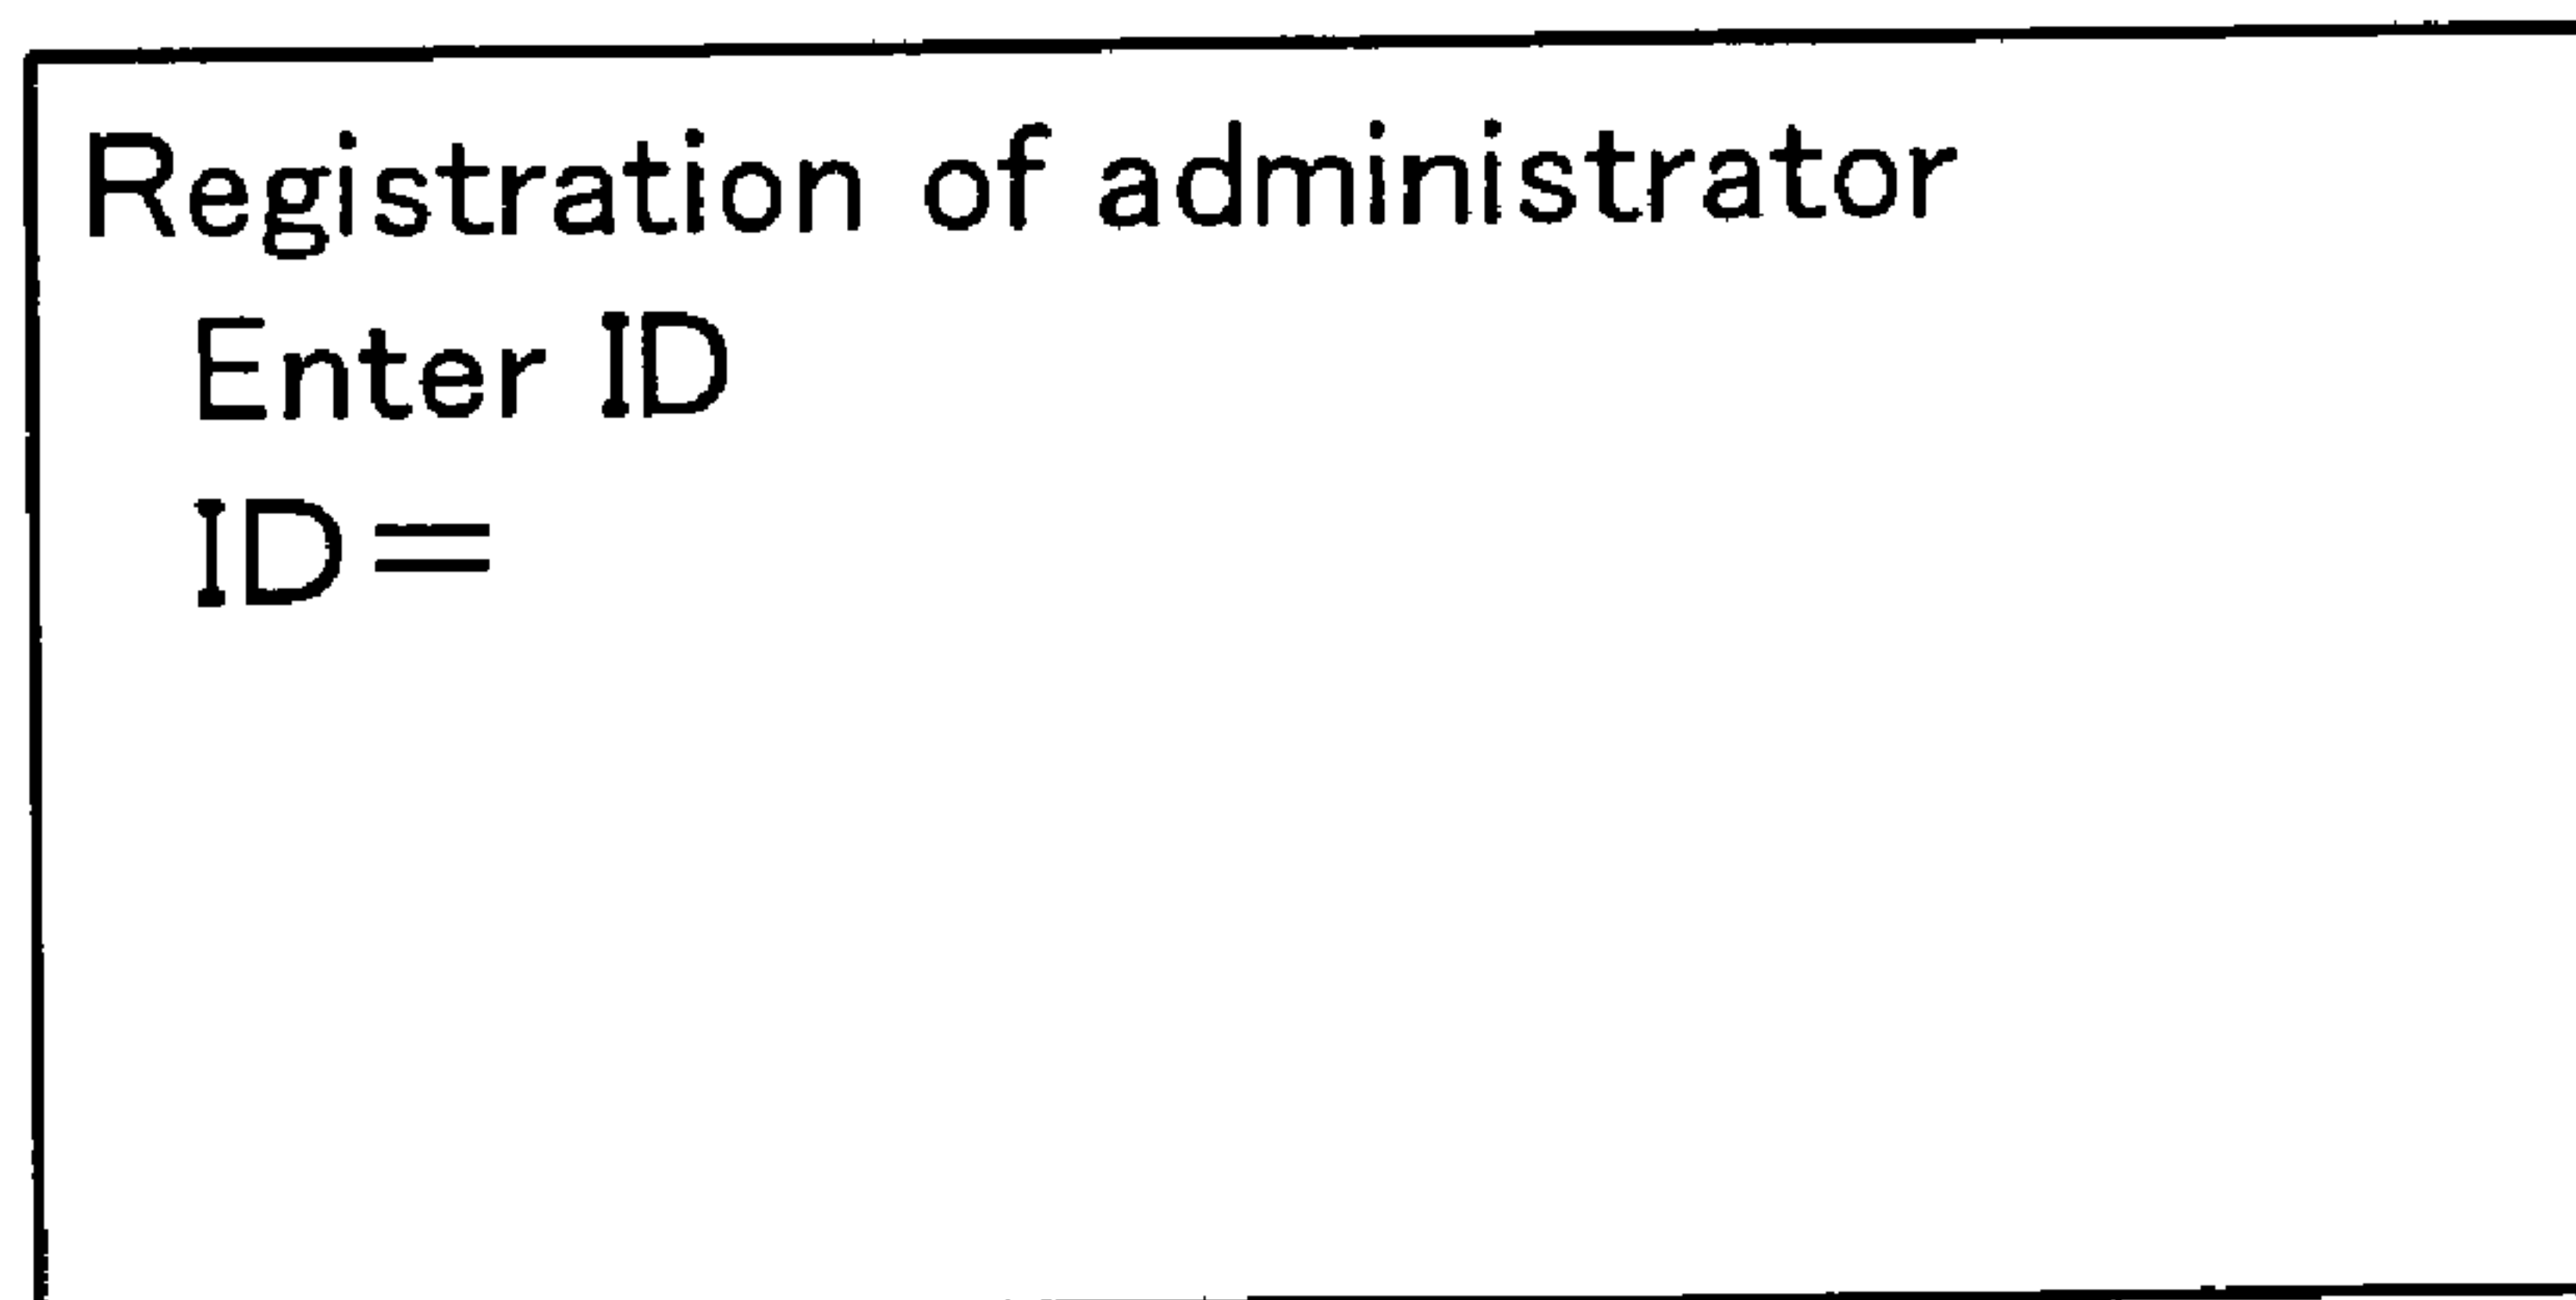 Registration of administrator
Enter ID
ID=